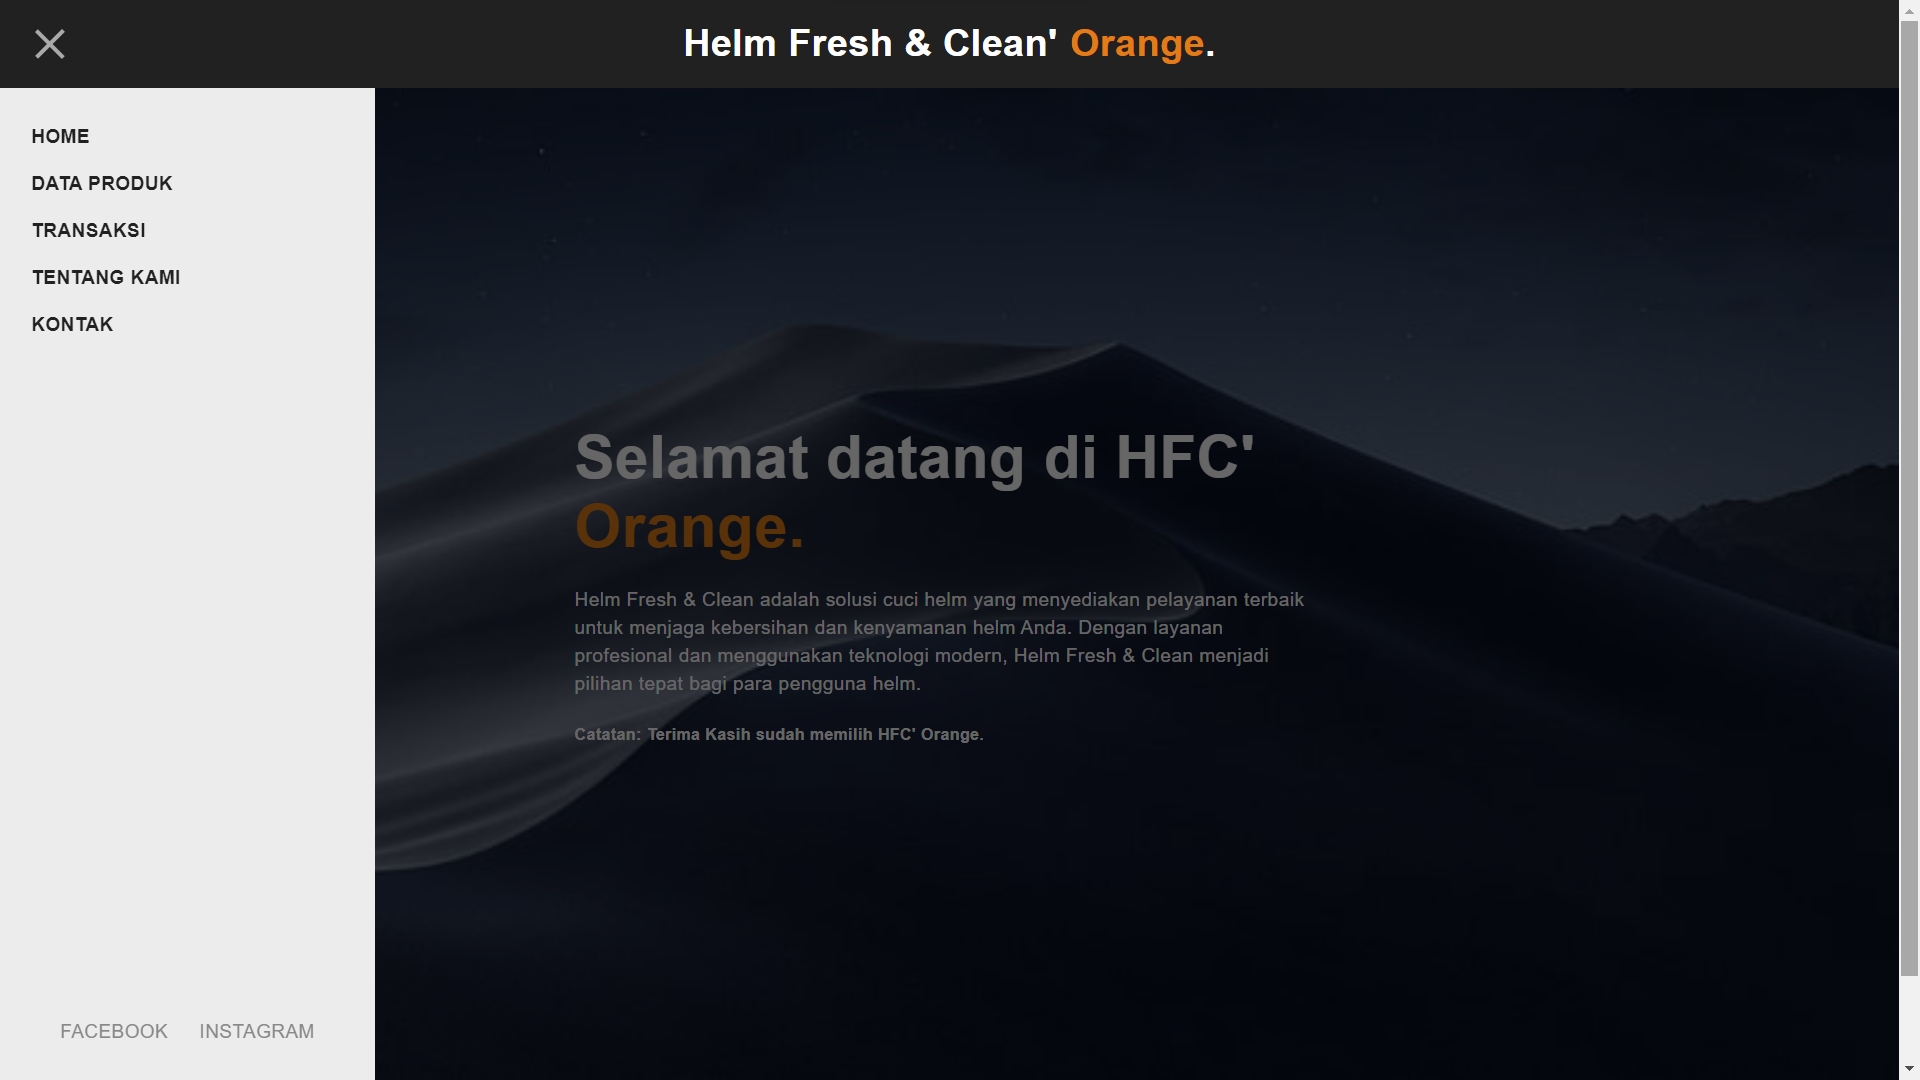 Helm Fresh & Clean' Orange.
HOME
DATA PRODUK
TRANSAKSI
TENTANG KAMI
KONTAK
Selamat datang di HFC'
Orange.
Helm Fresh & Clean adalah solusi cuci helm yang menyediakan pelayanan terbaik
untuk menjaga kebersihan dan kenyamanan helm Anda. Dengan layanan
profesional dan menggunakan teknologi modern, Helm Fresh & Clean menjadi
pilihan tepat bagi para pengguna helm.
Catatan: Terima Kasih sudah memilih HFC' Orange.
FACEBOOK INSTAGRAM